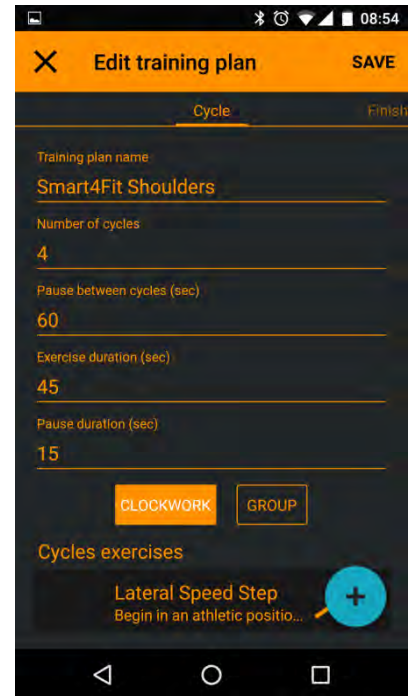 08:54
Edit training plan SAVE
Cycle Finish
Training plan name
Smart4Fit Shoulders
Number of cycles
4
Pause between cycles (sec)
60
Exercise duration (sec)
45
Pause duration (sec)
15
CLOCKWORK GROUP
Cycles exercises
Lateral Speed Step
Begin in an athletic positio...